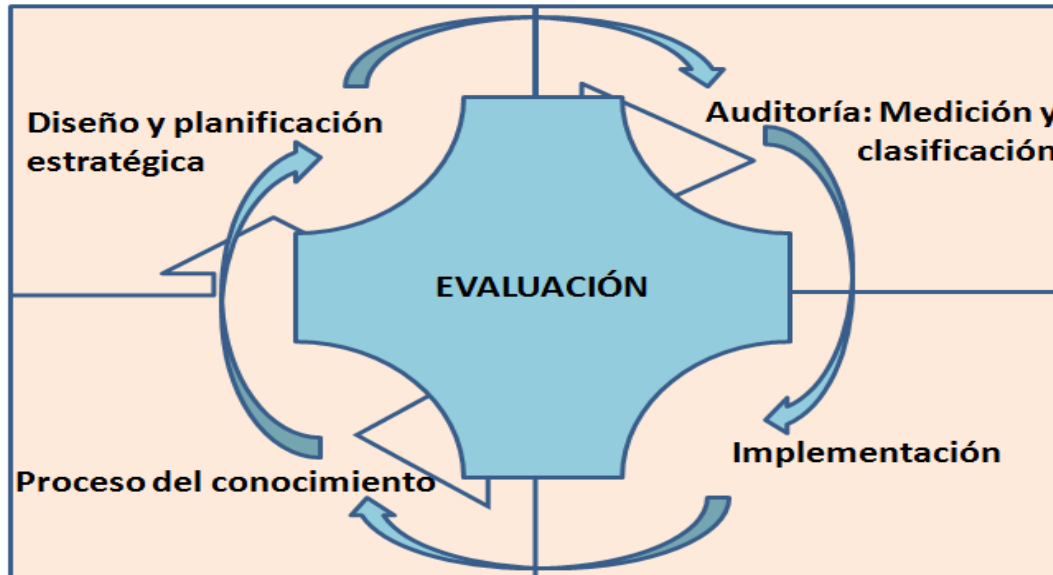 Diseño y planificación
estratégica
Auditoría: Medición y
clasificación
EVALUACIÓN
Proceso del conocimiento
Implementación